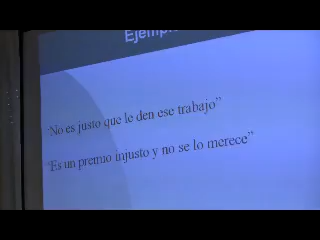 “No es justo que le den ese trabajo”
“Es un premio injusto y no se lo merece”